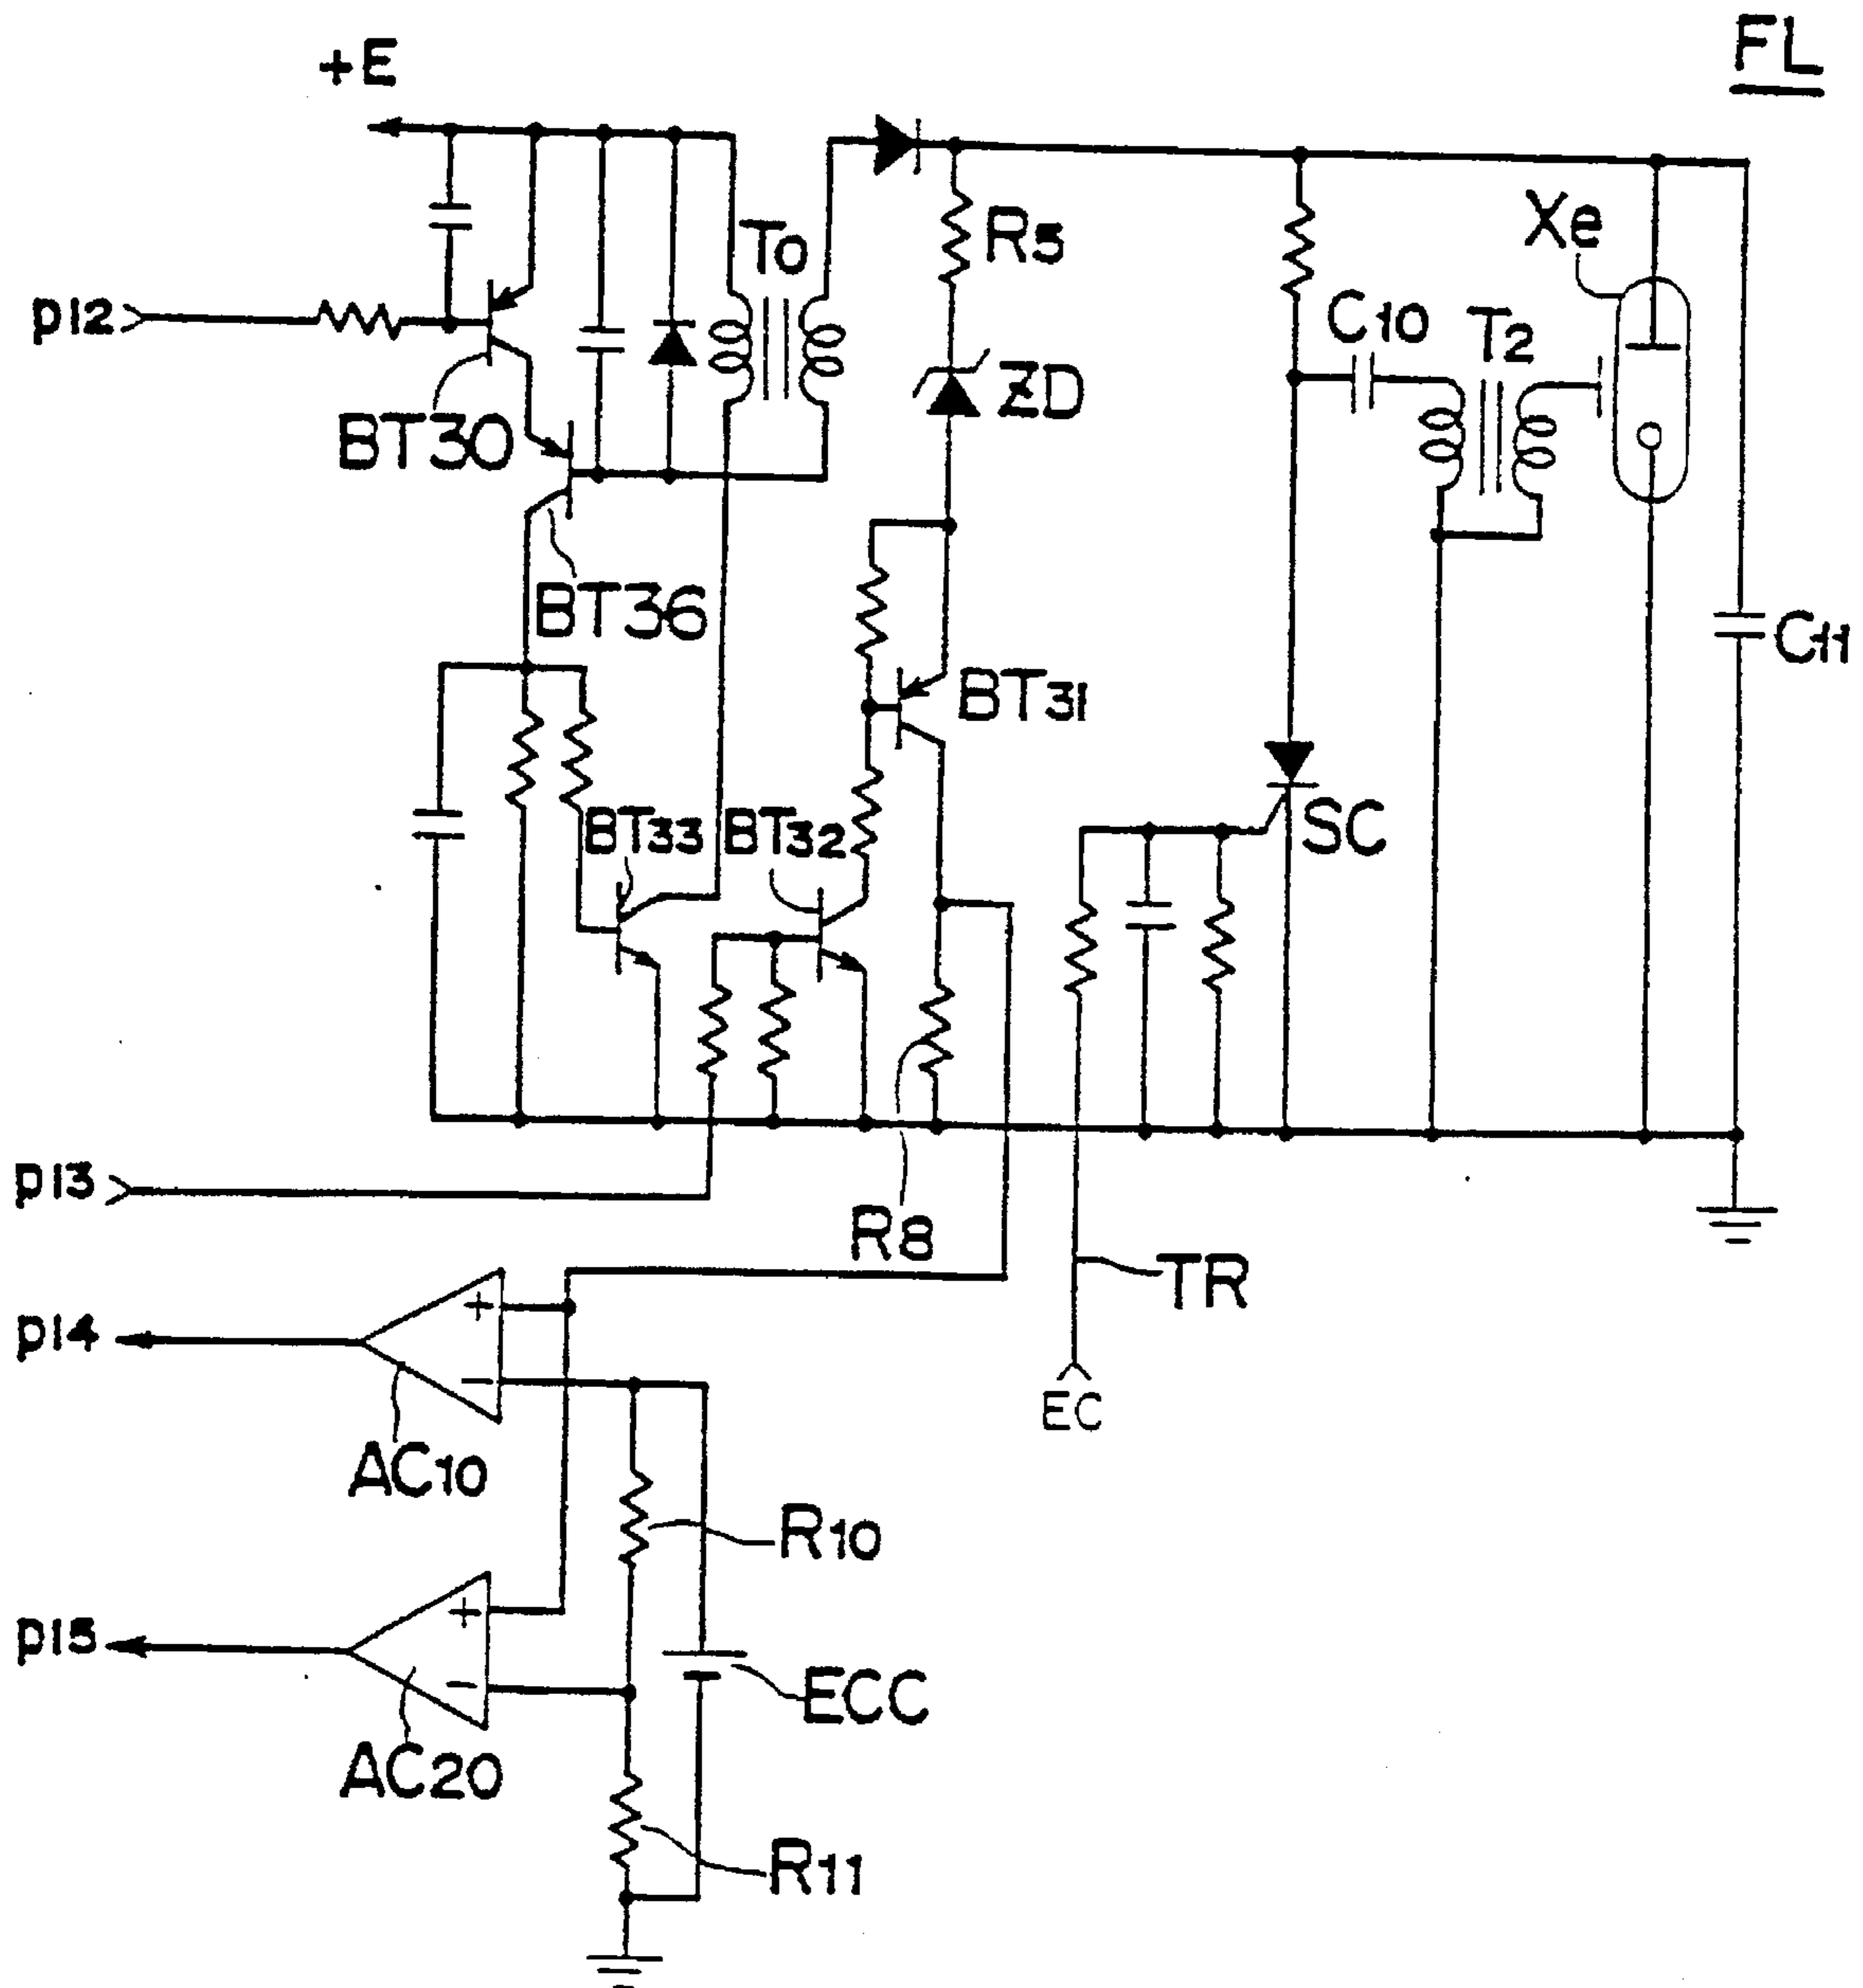 FL
+E
Xe
T0
R5
p12
C10
T2
ZD
BT30
BT36
C11
BT31
BT33
BT32
SC
p13
R8
TR
p14
+
−
EC
AC10
R10
p15
+
−
ECC
AC20
R11